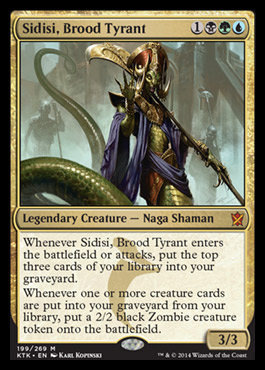 Sidisi, Brood Tyrant 1
Legendary Creature — Naga Shaman
Whenever Sidisi, Brood Tyrant enters
the battlefield or attacks, put the top
three cards of your library into your
graveyard.
Whenever one or more creature cards
are put into your graveyard from your
library, put a 2/2 black Zombie creature
token onto the battlefield.
3/3
199/269 M
KTK • EN Karl Kopinski ™ & © 2014 Wizards of the Coast